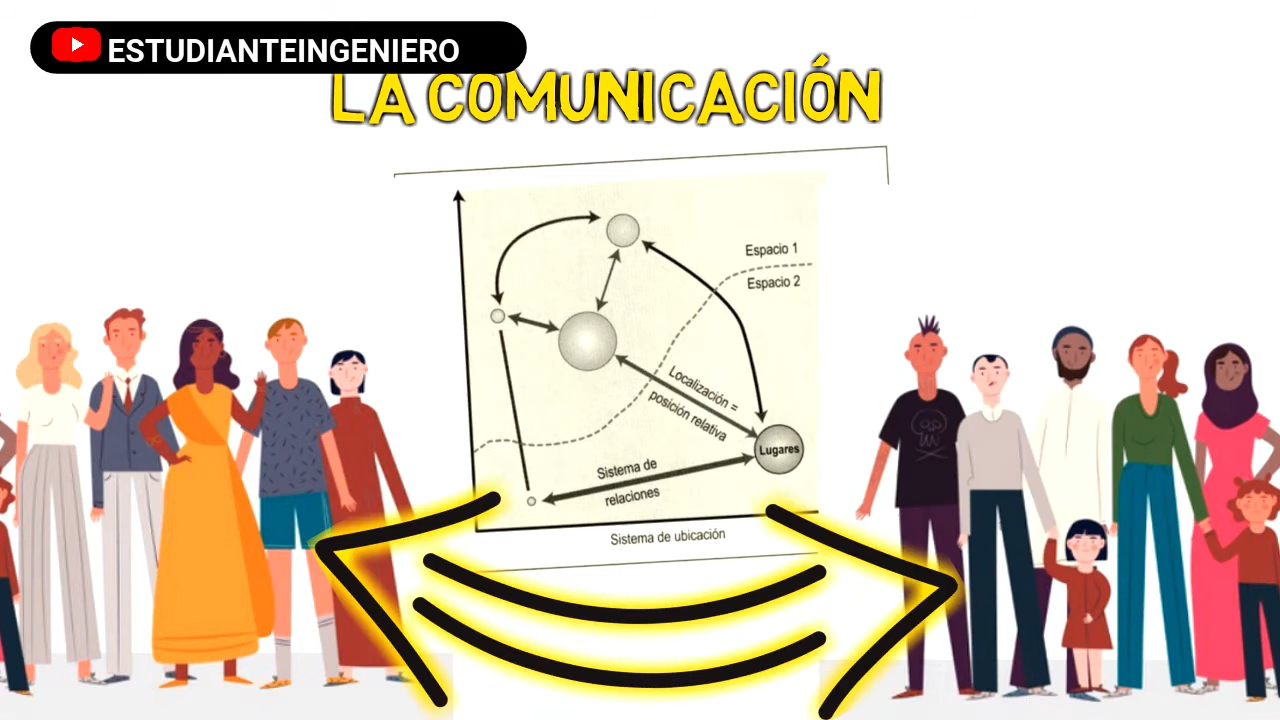 ESTUDIANTEINGENIERO
LA COMUNICACIÓN
Espacio 1
Espacio 2
Localización =
posición relativa
Lugares
Sistema de
relaciones
Sistema de ubicación